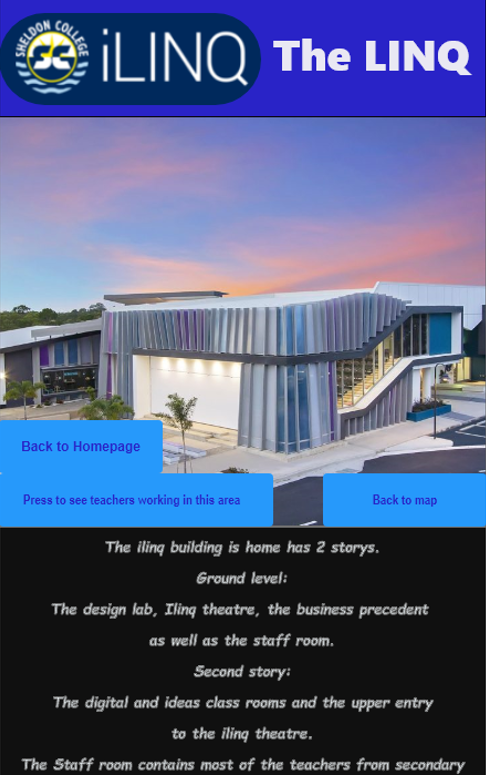 SHELDON COLLEGE
iLINQ
The LINQ
Back to Homepage
Press to see teachers working in this area
Back to map
The ilinq building is home has 2 storys.
Ground level:
The design lab, Ilinq theatre, the business precedent
as well as the staff room.
Second story:
The digital and ideas class rooms and the upper entry
to the ilinq theatre.
The Staff room contains most of the teachers from secondary